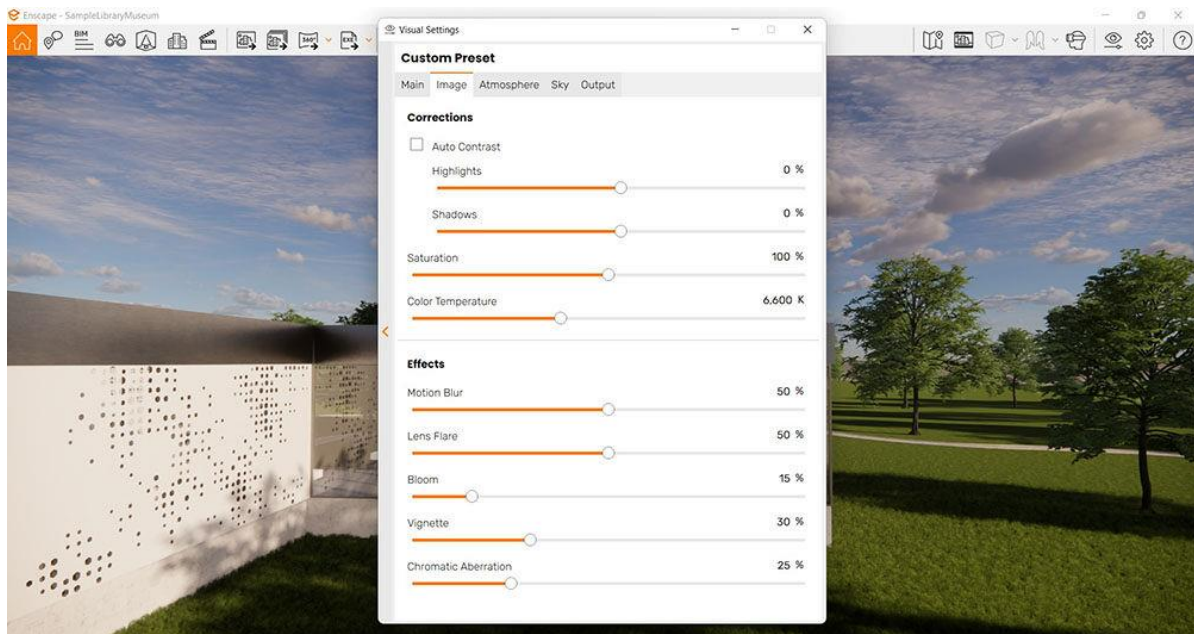 Enscape - SampleLibraryMuseum
BIM
360°
EXE
?
Visual Settings
Custom Preset
Main Image Atmosphere Sky Output
Corrections
Auto Contrast
Highlights 0 %
Shadows 0 %
Saturation 100 %
Color Temperature 6,600 K
Effects
Motion Blur 50 %
Lens Flare 50 %
Bloom 15 %
Vignette 30 %
Chromatic Aberration 25 %